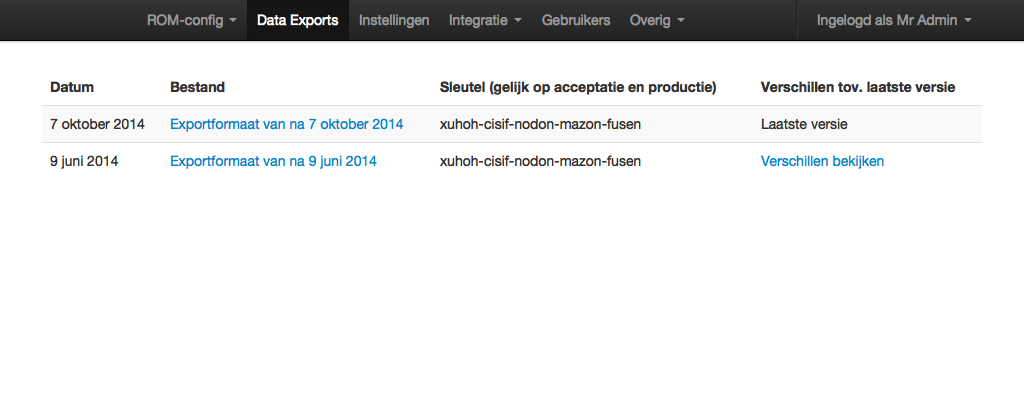 ROM-config Data Exports Instellingen Integratie Gebruikers Overig Ingelogd als Mr Admin
Datum Bestand Sleutel (gelijk op acceptatie en productie) Verschillen tov. laatste versie
7 oktober 2014 Exportformaat van na 7 oktober 2014 xuhoh-cisif-nodon-mazon-fusen Laatste versie
9 juni 2014 Exportformaat van na 9 juni 2014 xuhoh-cisif-nodon-mazon-fusen Verschillen bekijken